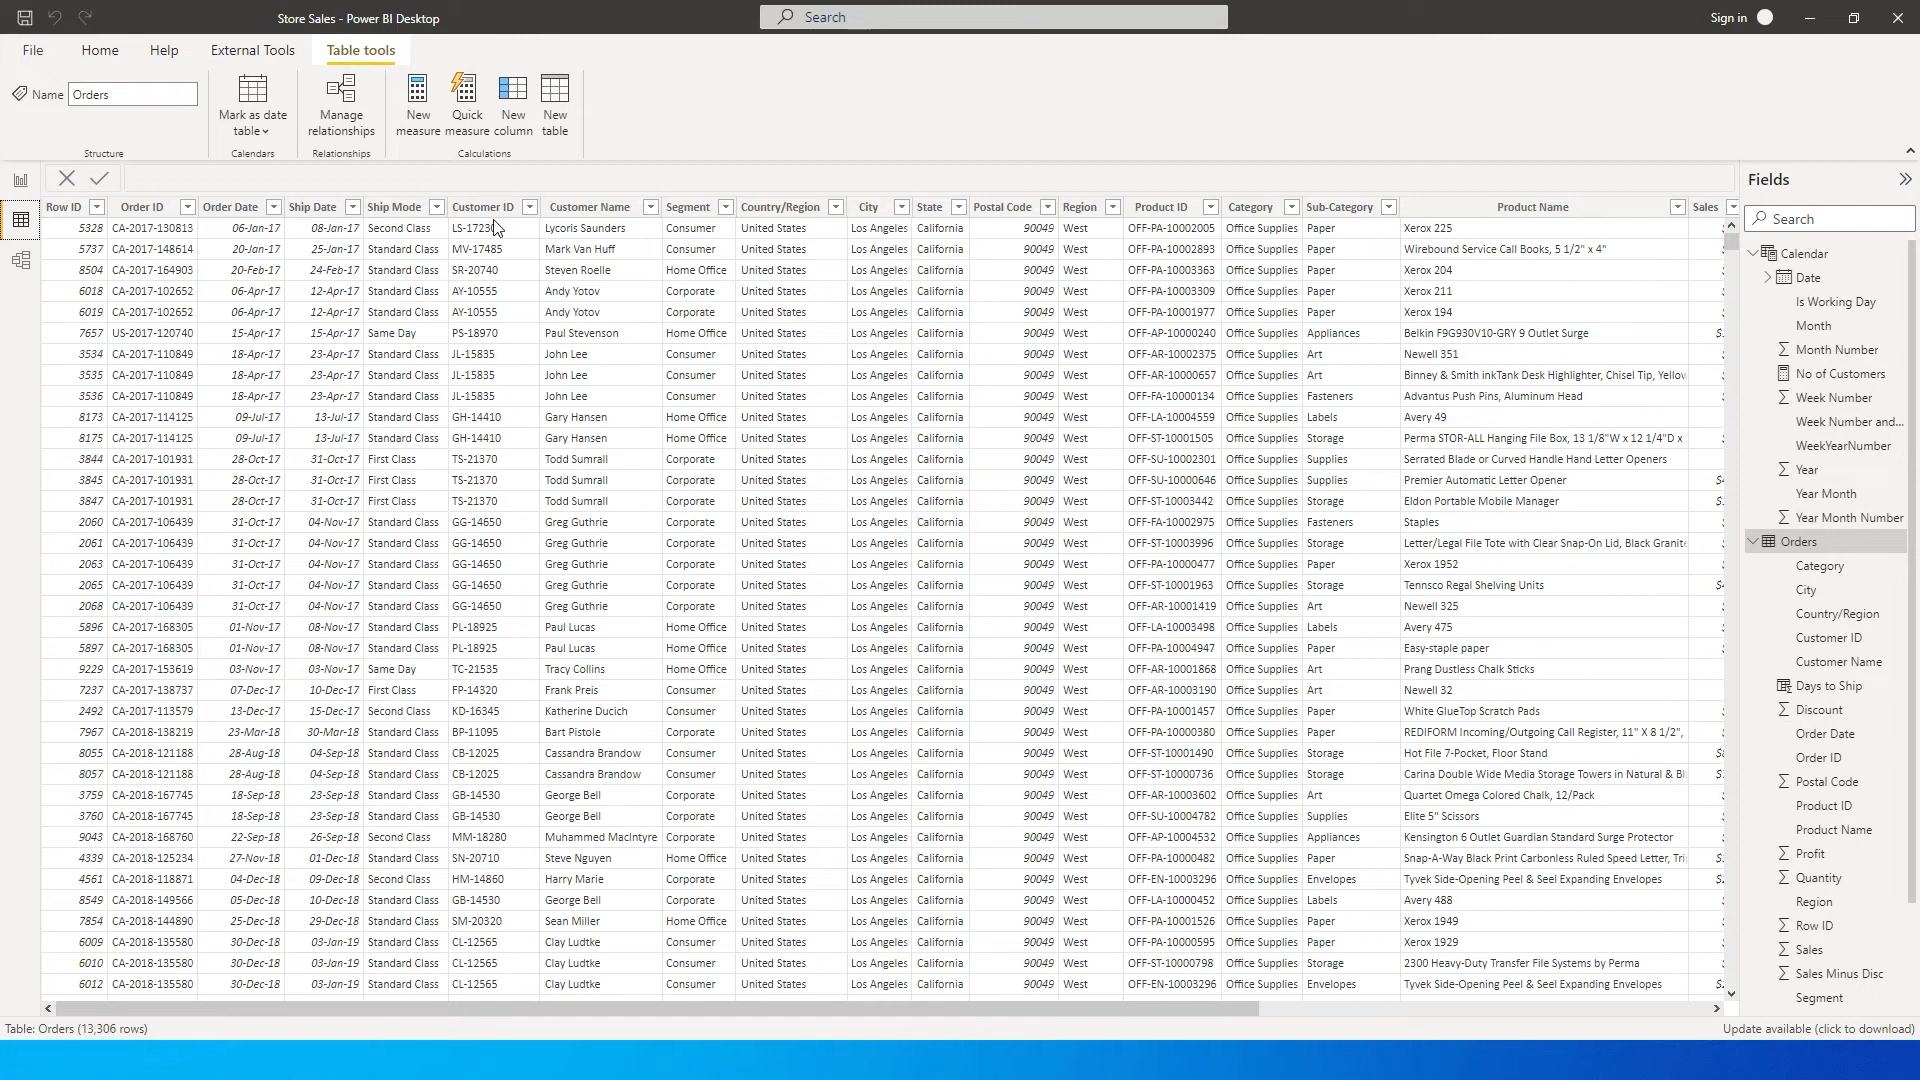 Store Sales - Power BI Desktop
Search
Sign in
File Home Help External Tools Table tools
Name Orders
Mark as date table
Manage relationships
New measure
Quick measure
New column
New table
Structure Calendars Relationships Calculations
Row ID Order ID Order Date Ship Date Ship Mode Customer ID Customer Name Segment Country/Region City State Postal Code Region Product ID Category Sub-Category Product Name Sales
5328 CA-2017-130813 06-Jan-17 08-Jan-17 Second Class LS-1723 Lycoris Saunders Consumer United States Los Angeles California 90049 West OFF-PA-10002005 Office Supplies Paper Xerox 225
5737 CA-2017-148614 20-Jan-17 25-Jan-17 Standard Class MV-17485 Mark Van Huff Consumer United States Los Angeles California 90049 West OFF-PA-10002893 Office Supplies Paper Wirebound Service Call Books, 5 1/2" x 4"
8504 CA-2017-164903 20-Feb-17 24-Feb-17 Standard Class SR-20740 Steven Roelle Home Office United States Los Angeles California 90049 West OFF-PA-10003363 Office Supplies Paper Xerox 204
6018 CA-2017-102652 06-Apr-17 12-Apr-17 Standard Class AY-10555 Andy Yotov Corporate United States Los Angeles California 90049 West OFF-PA-10003309 Office Supplies Paper Xerox 211
6019 CA-2017-102652 06-Apr-17 12-Apr-17 Standard Class AY-10555 Andy Yotov Corporate United States Los Angeles California 90049 West OFF-PA-10001977 Office Supplies Paper Xerox 194
7657 US-2017-120740 15-Apr-17 15-Apr-17 Same Day PS-18970 Paul Stevenson Home Office United States Los Angeles California 90049 West OFF-AP-10000240 Office Supplies Appliances Belkin F9G930V10-GRY 9 Outlet Surge
3534 CA-2017-110849 18-Apr-17 23-Apr-17 Standard Class JL-15835 John Lee Consumer United States Los Angeles California 90049 West OFF-AR-10002375 Office Supplies Art Newell 351
3535 CA-2017-110849 18-Apr-17 23-Apr-17 Standard Class JL-15835 John Lee Consumer United States Los Angeles California 90049 West OFF-AR-10000657 Office Supplies Art Binney & Smith inkTank Desk Highlighter, Chisel Tip, Yellow
3536 CA-2017-110849 18-Apr-17 23-Apr-17 Standard Class JL-15835 John Lee Consumer United States Los Angeles California 90049 West OFF-FA-10000134 Office Supplies Fasteners Advantus Push Pins, Aluminum Head
8173 CA-2017-114125 09-Jul-17 13-Jul-17 Standard Class GH-14410 Gary Hansen Home Office United States Los Angeles California 90049 West OFF-LA-10004559 Office Supplies Labels Avery 49
8175 CA-2017-114125 09-Jul-17 13-Jul-17 Standard Class GH-14410 Gary Hansen Home Office United States Los Angeles California 90049 West OFF-ST-10001505 Office Supplies Storage Perma STOR-ALL Hanging File Box, 13 1/8"W x 12 1/4"D x
3844 CA-2017-101931 28-Oct-17 31-Oct-17 First Class TS-21370 Todd Sumrall Corporate United States Los Angeles California 90049 West OFF-SU-10002301 Office Supplies Supplies Serrated Blade or Curved Handle Hand Letter Openers
3845 CA-2017-101931 28-Oct-17 31-Oct-17 First Class TS-21370 Todd Sumrall Corporate United States Los Angeles California 90049 West OFF-SU-10000646 Office Supplies Supplies Premier Automatic Letter Opener
3847 CA-2017-101931 28-Oct-17 31-Oct-17 First Class TS-21370 Todd Sumrall Corporate United States Los Angeles California 90049 West OFF-ST-10003442 Office Supplies Storage Eldon Portable Mobile Manager
2060 CA-2017-106439 31-Oct-17 04-Nov-17 Standard Class GG-14650 Greg Guthrie Corporate United States Los Angeles California 90049 West OFF-FA-10002975 Office Supplies Fasteners Staples
2061 CA-2017-106439 31-Oct-17 04-Nov-17 Standard Class GG-14650 Greg Guthrie Corporate United States Los Angeles California 90049 West OFF-ST-10003996 Office Supplies Storage Letter/Legal File Tote with Clear Snap-On Lid, Black Granite
2063 CA-2017-106439 31-Oct-17 04-Nov-17 Standard Class GG-14650 Greg Guthrie Corporate United States Los Angeles California 90049 West OFF-PA-10000477 Office Supplies Paper Xerox 1952
2065 CA-2017-106439 31-Oct-17 04-Nov-17 Standard Class GG-14650 Greg Guthrie Corporate United States Los Angeles California 90049 West OFF-ST-10001963 Office Supplies Storage Tennsco Regal Shelving Units
2068 CA-2017-106439 31-Oct-17 04-Nov-17 Standard Class GG-14650 Greg Guthrie Corporate United States Los Angeles California 90049 West OFF-AR-10001419 Office Supplies Art Newell 325
5896 CA-2017-168305 01-Nov-17 08-Nov-17 Standard Class PL-18925 Paul Lucas Home Office United States Los Angeles California 90049 West OFF-LA-10003498 Office Supplies Labels Avery 475
5897 CA-2017-168305 01-Nov-17 08-Nov-17 Standard Class PL-18925 Paul Lucas Home Office United States Los Angeles California 90049 West OFF-PA-10004947 Office Supplies Paper Easy-staple paper
9229 CA-2017-153619 03-Nov-17 03-Nov-17 Same Day TC-21535 Tracy Collins Home Office United States Los Angeles California 90049 West OFF-AR-10001868 Office Supplies Art Prang Dustless Chalk Sticks
7237 CA-2017-138737 07-Dec-17 10-Dec-17 First Class FP-14320 Frank Preis Consumer United States Los Angeles California 90049 West OFF-AR-10003190 Office Supplies Art Newell 32
2492 CA-2017-113579 13-Dec-17 15-Dec-17 Second Class KD-16345 Katherine Ducich Consumer United States Los Angeles California 90049 West OFF-PA-10001457 Office Supplies Paper White GlueTop Scratch Pads
7967 CA-2018-138219 23-Mar-18 30-Mar-18 Standard Class BP-11095 Bart Pistole Corporate United States Los Angeles California 90049 West OFF-PA-10000380 Office Supplies Paper REDIFORM Incoming/Outgoing Call Register, 11" X 8 1/2",
8055 CA-2018-121188 28-Aug-18 04-Sep-18 Standard Class CB-12025 Cassandra Brandow Consumer United States Los Angeles California 90049 West OFF-ST-10001490 Office Supplies Storage Hot File 7-Pocket, Floor Stand
8057 CA-2018-121188 28-Aug-18 04-Sep-18 Standard Class CB-12025 Cassandra Brandow Consumer United States Los Angeles California 90049 West OFF-ST-10000736 Office Supplies Storage Carina Double Wide Media Storage Towers in Natural & Bl
3759 CA-2018-167745 18-Sep-18 23-Sep-18 Standard Class GB-14530 George Bell Corporate United States Los Angeles California 90049 West OFF-AR-10003602 Office Supplies Art Quartet Omega Colored Chalk, 12/Pack
3760 CA-2018-167745 18-Sep-18 23-Sep-18 Standard Class GB-14530 George Bell Corporate United States Los Angeles California 90049 West OFF-SU-10004782 Office Supplies Supplies Elite 5" Scissors
9043 CA-2018-168760 22-Sep-18 26-Sep-18 Second Class MM-18280 Muhammed MacIntyre Corporate United States Los Angeles California 90049 West OFF-AP-10004532 Office Supplies Appliances Kensington 6 Outlet Guardian Standard Surge Protector
4339 CA-2018-125234 27-Nov-18 01-Dec-18 Standard Class SN-20710 Steve Nguyen Home Office United States Los Angeles California 90049 West OFF-PA-10000482 Office Supplies Paper Snap-A-Way Black Print Carbonless Ruled Speed Letter, Tri
4561 CA-2018-118871 04-Dec-18 09-Dec-18 Second Class HM-14860 Harry Marie Corporate United States Los Angeles California 90049 West OFF-EN-10003296 Office Supplies Envelopes Tyvek Side-Opening Peel & Seel Expanding Envelopes
8549 CA-2018-149566 05-Dec-18 10-Dec-18 Standard Class GB-14530 George Bell Corporate United States Los Angeles California 90049 West OFF-LA-10000452 Office Supplies Labels Avery 488
7854 CA-2018-144890 25-Dec-18 29-Dec-18 Standard Class SM-20320 Sean Miller Home Office United States Los Angeles California 90049 West OFF-PA-10001526 Office Supplies Paper Xerox 1949
6009 CA-2018-135580 30-Dec-18 03-Jan-19 Standard Class CL-12565 Clay Ludtke Consumer United States Los Angeles California 90049 West OFF-PA-10000595 Office Supplies Paper Xerox 1929
6010 CA-2018-135580 30-Dec-18 03-Jan-19 Standard Class CL-12565 Clay Ludtke Consumer United States Los Angeles California 90049 West OFF-ST-10000798 Office Supplies Storage 2300 Heavy-Duty Transfer File Systems by Perma
6012 CA-2018-135580 30-Dec-18 03-Jan-19 Standard Class CL-12565 Clay Ludtke Consumer United States Los Angeles California 90049 West OFF-EN-10003296 Office Supplies Envelopes Tyvek Side-Opening Peel & Seel Expanding Envelopes
Fields
Search
Calendar
Date
Is Working Day
Month
Month Number
No of Customers
Week Number
Week Number and...
WeekYearNumber
Year
Year Month
Year Month Number
Orders
Category
City
Country/Region
Customer ID
Customer Name
Days to Ship
Discount
Order Date
Order ID
Postal Code
Product ID
Product Name
Profit
Quantity
Region
Row ID
Sales
Sales Minus Disc
Segment
Table: Orders (13,306 rows)
Update available (click to download)